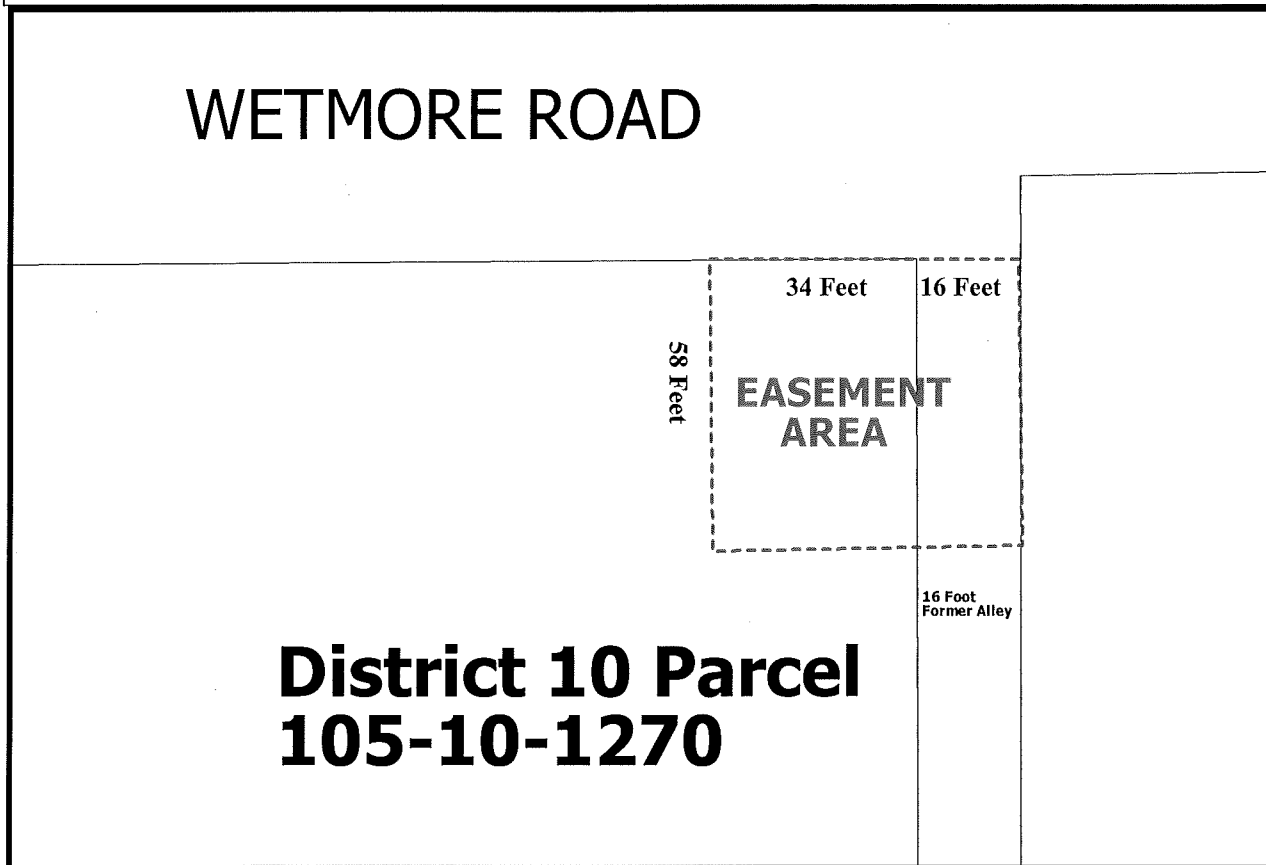 WETMORE ROAD
34 Feet
16 Feet
58 Feet
EASEMENT
AREA
16 Foot
Former Alley
District 10 Parcel
105-10-1270